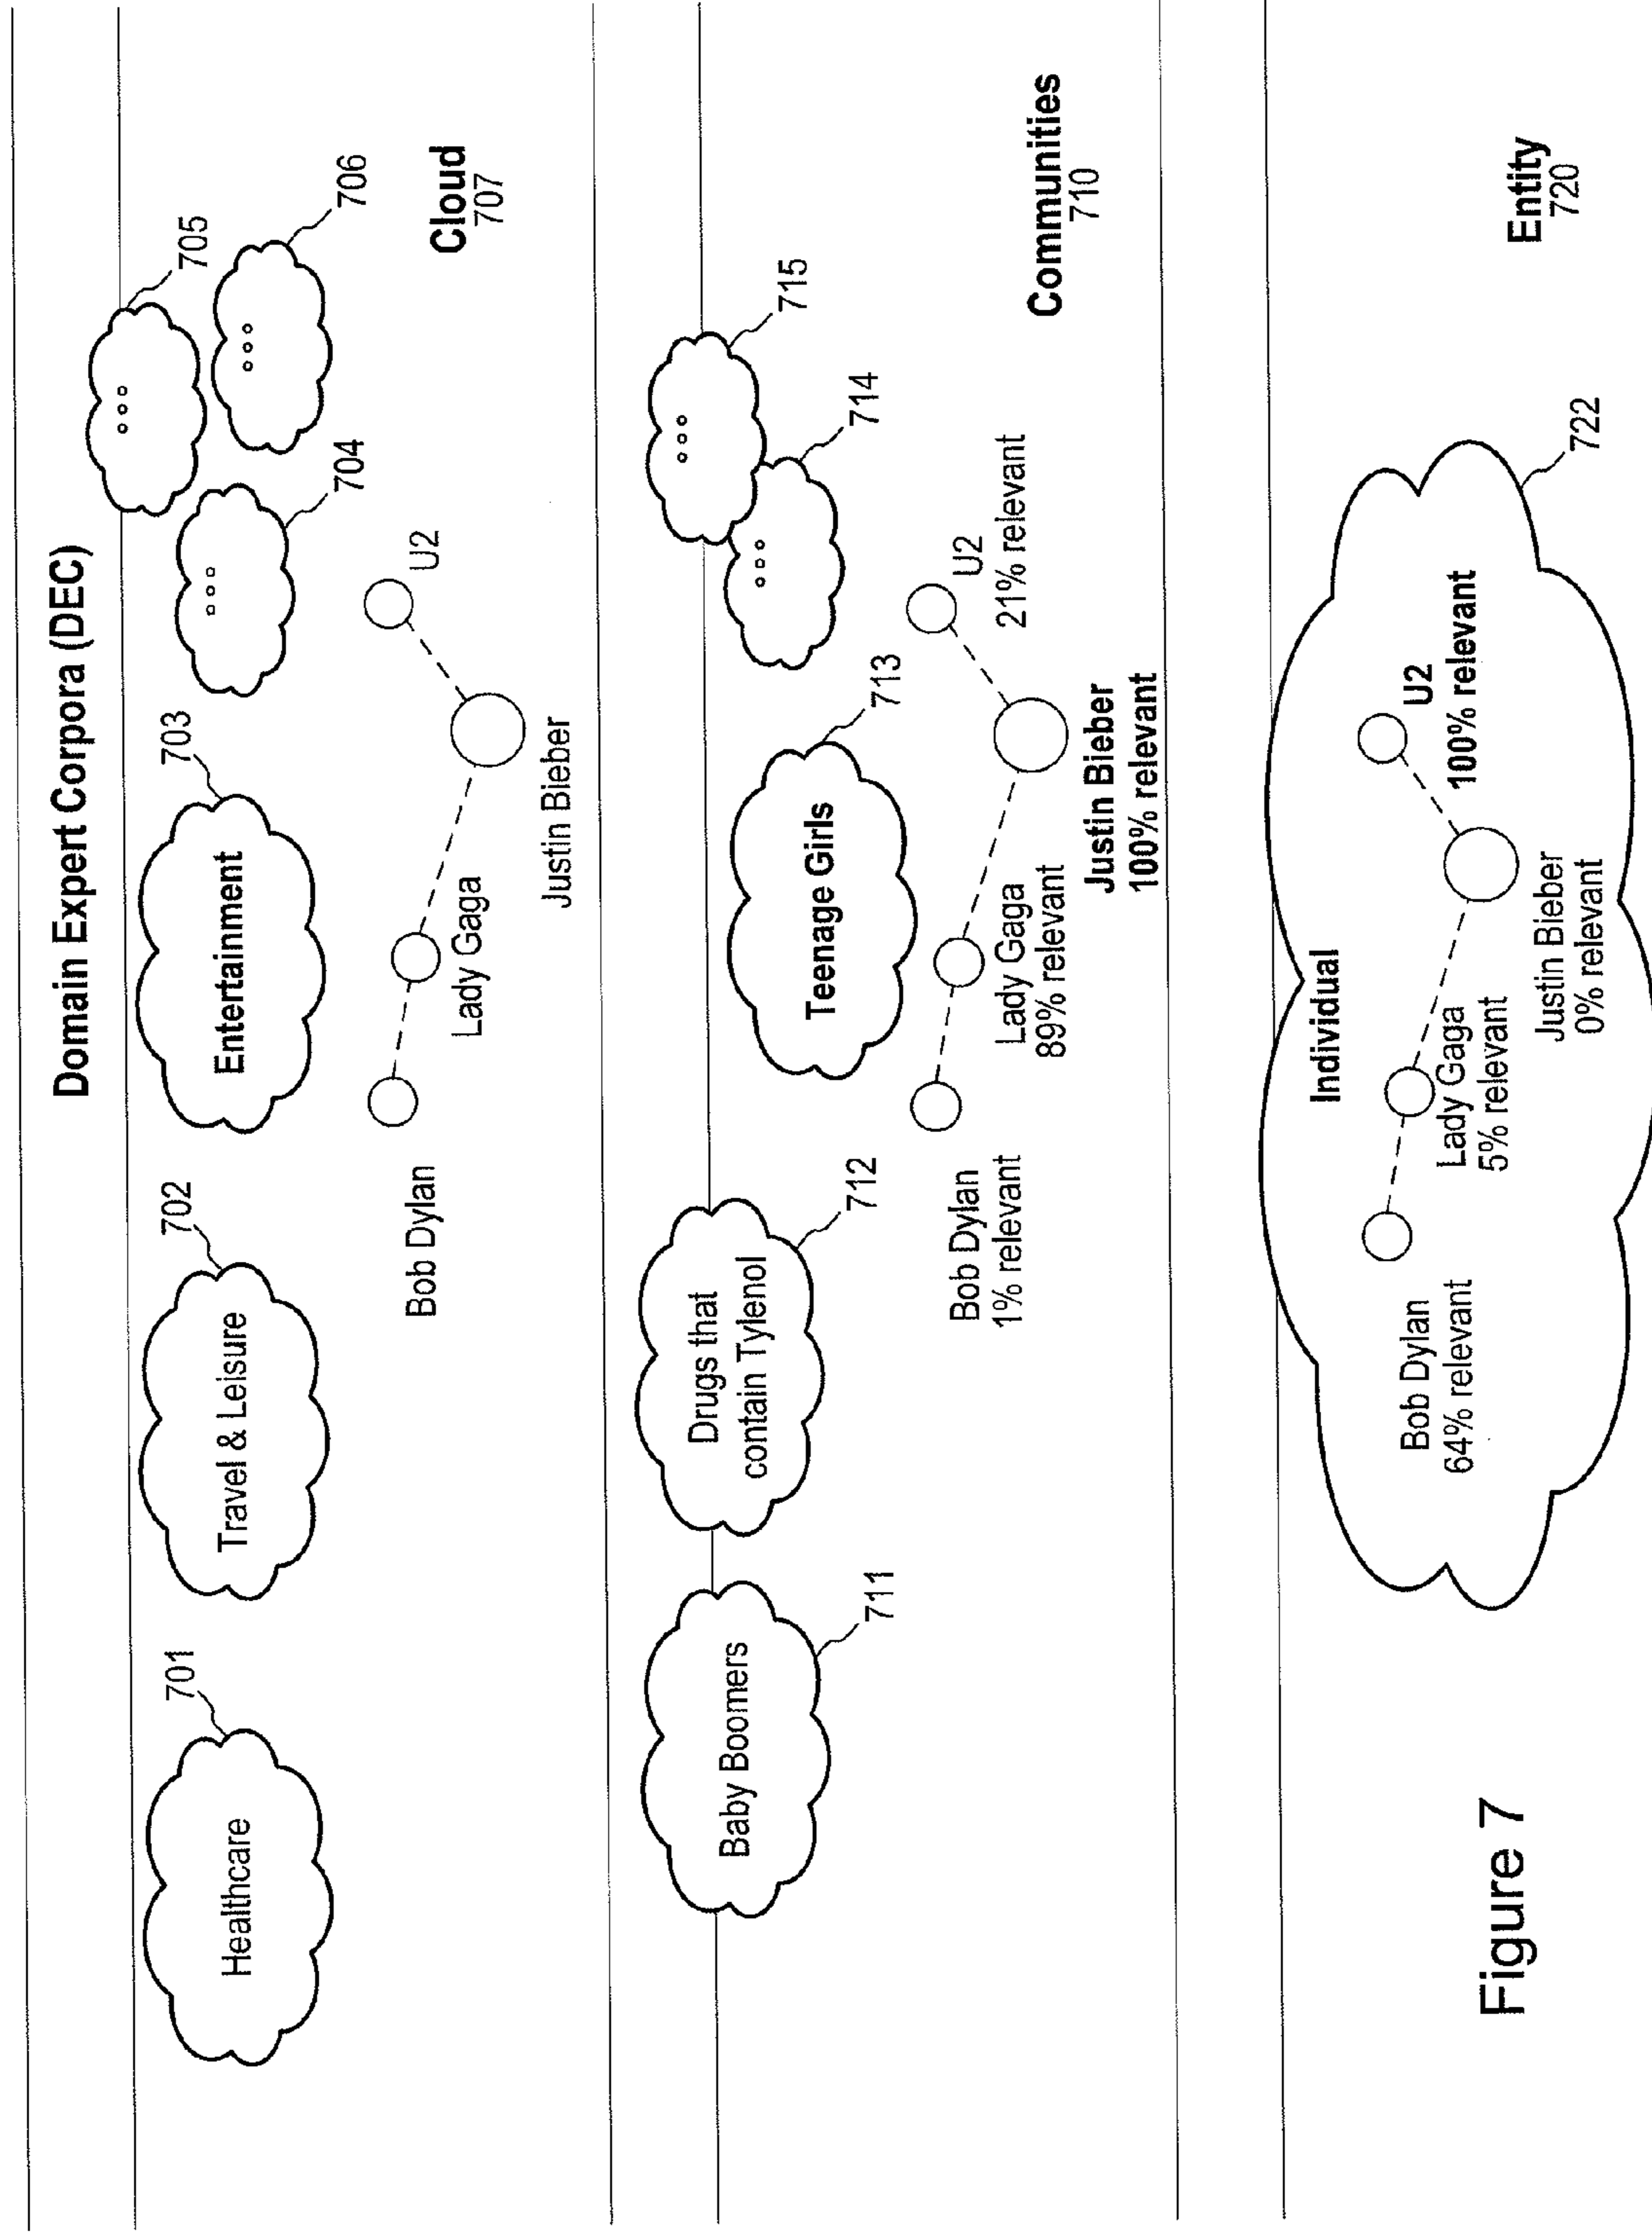 Domain Expert Corpora (DEC)
701
702
703
704
705
706
Healthcare
Travel & Leisure
Entertainment
Cloud
707
Bob Dylan
Lady Gaga
Justin Bieber
U2
711
712
713
714
715
Baby Boomers
Drugs that
contain Tylenol
Teenage Girls
Communities
710
Bob Dylan
1% relevant
Lady Gaga
89% relevant
Justin Bieber
100% relevant
U2
21% relevant
Individual
722
Bob Dylan
64% relevant
Lady Gaga
5% relevant
Justin Bieber
0% relevant
U2
100% relevant
Entity
720
Figure 7